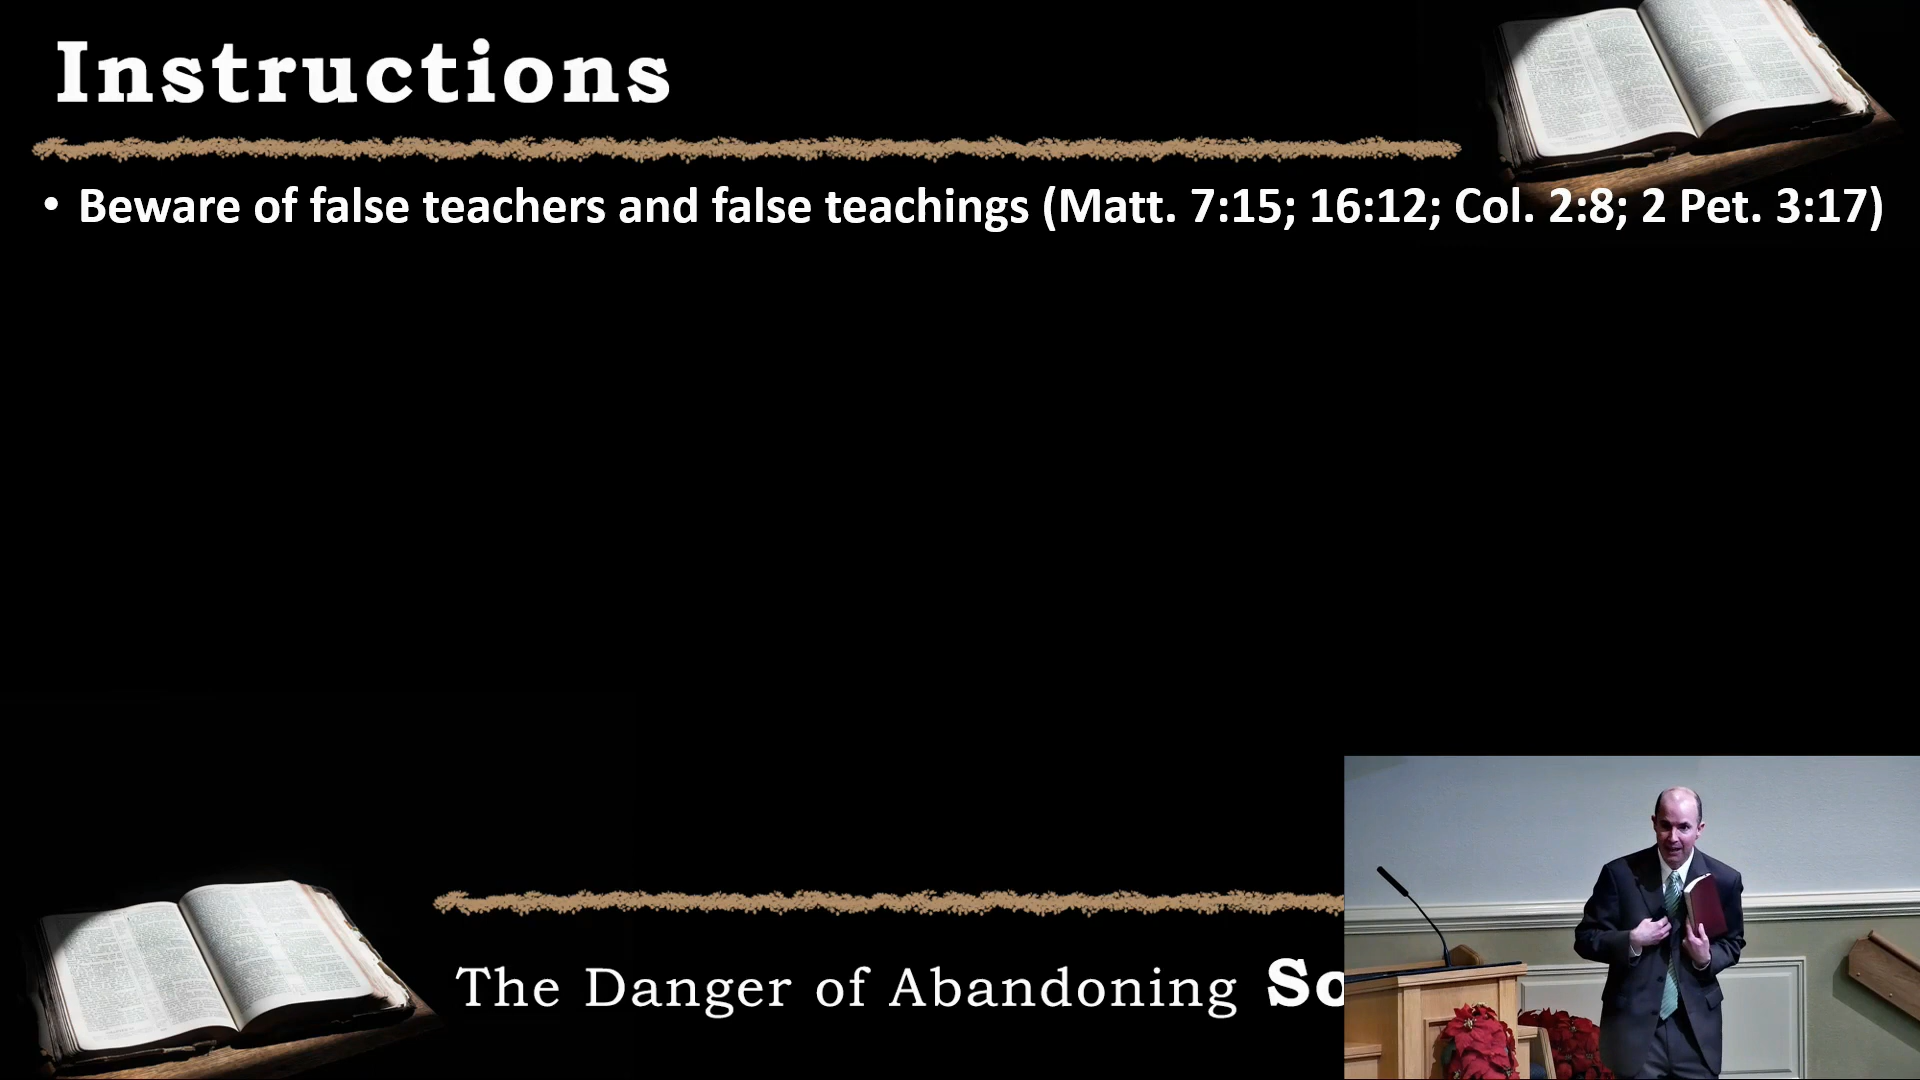 Instructions
• Beware of false teachers and false teachings (Matt. 7:15; 16:12; Col. 2:8; 2 Pet. 3:17)
The Danger of Abandoning